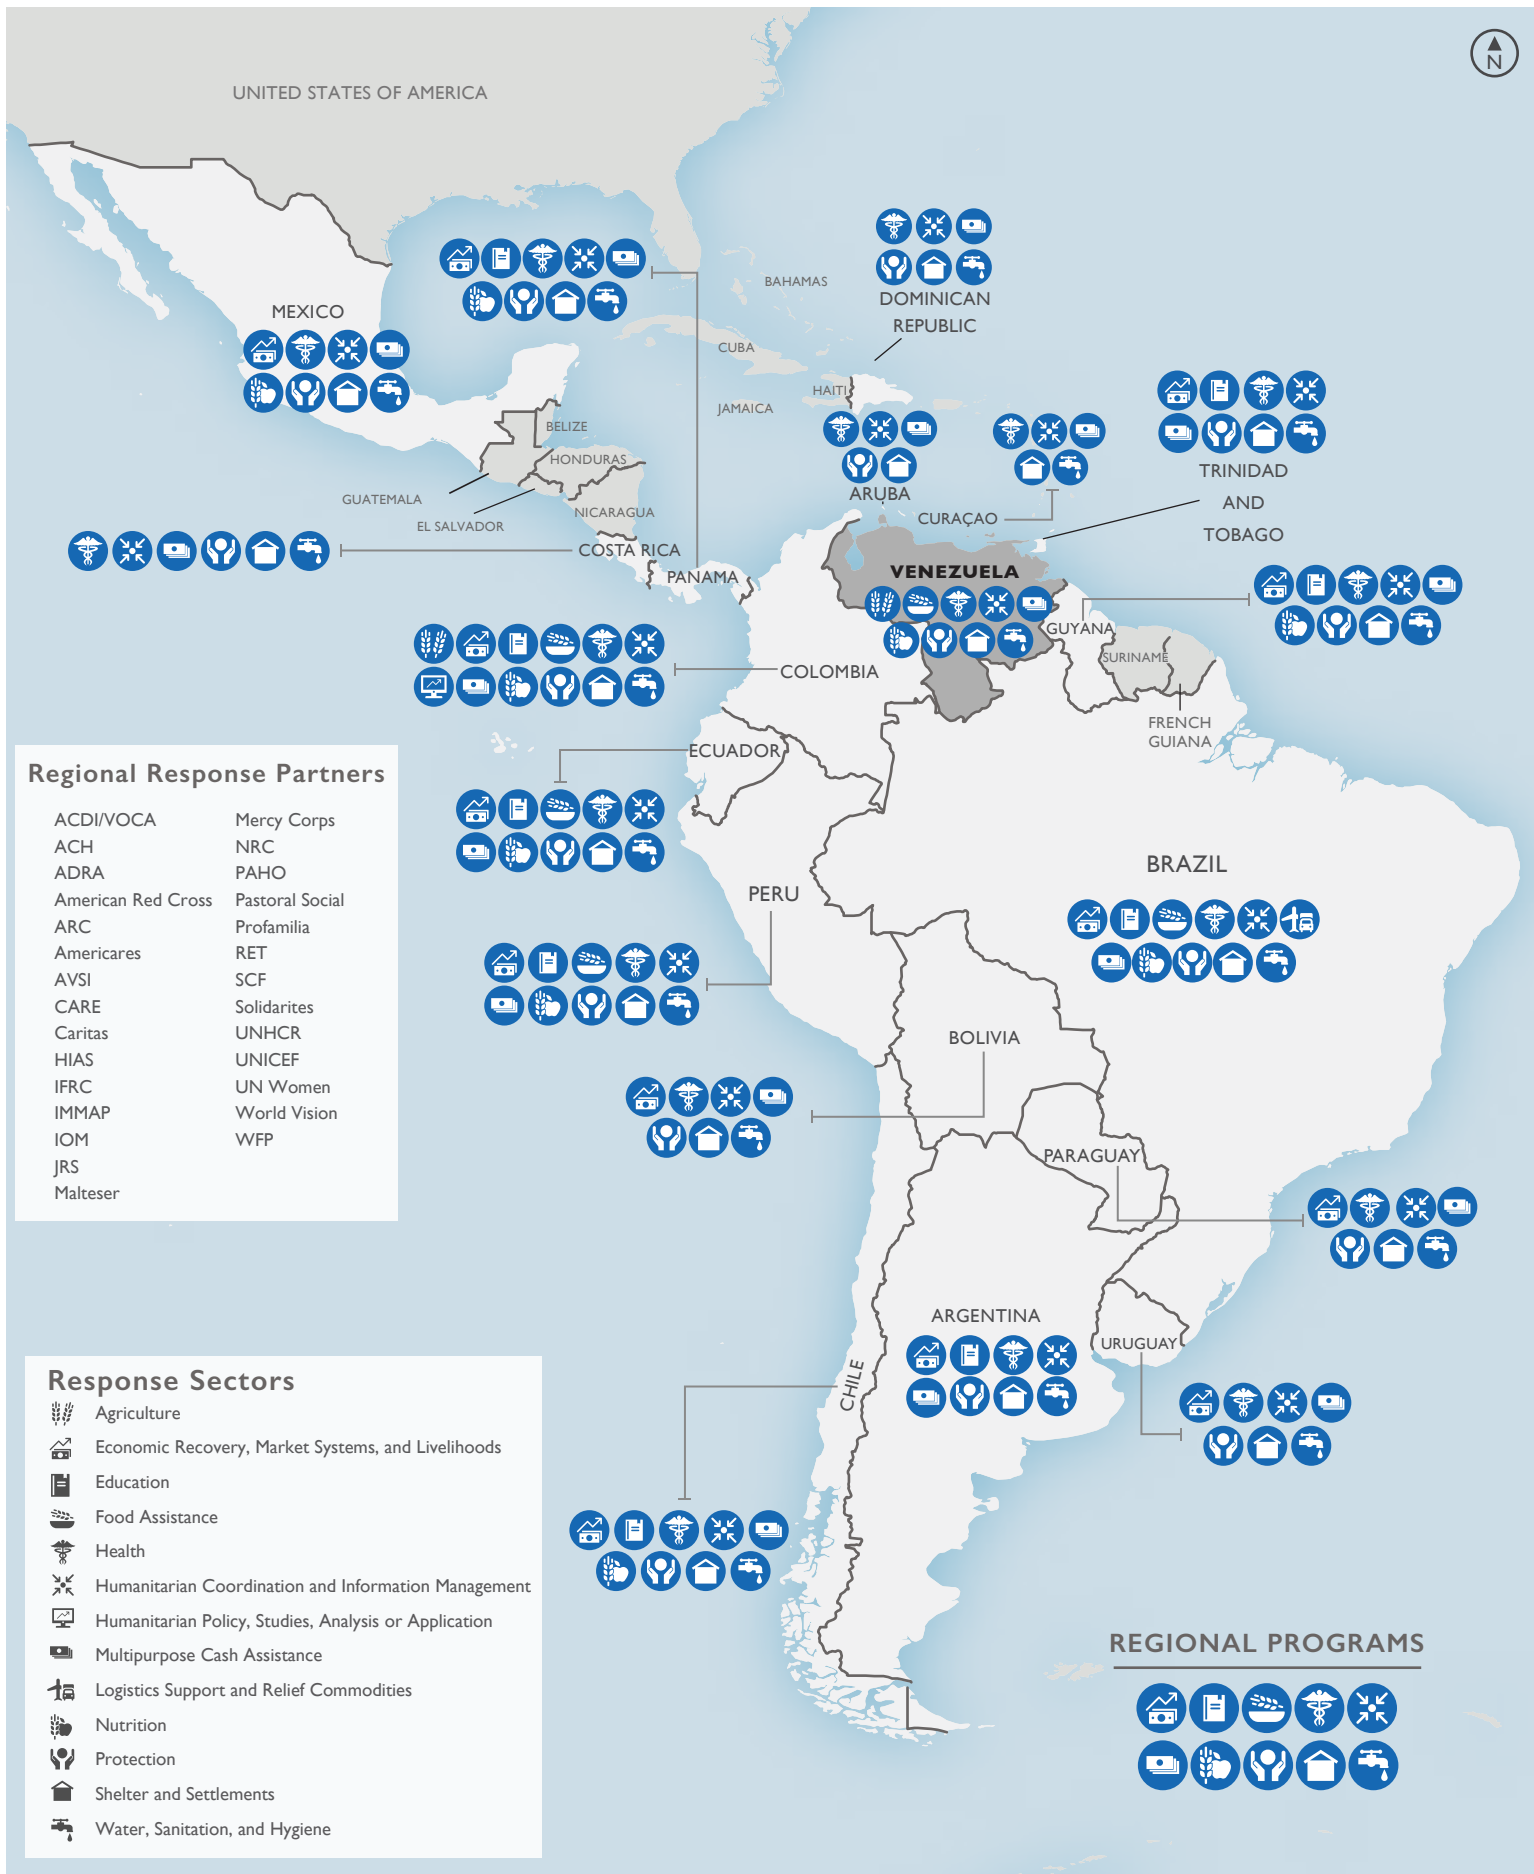 N
UNITED STATES OF AMERICA
MEXICO
BAHAMAS
DOMINICAN
REPUBLIC
CUBA
HAITI
JAMAICA
BELIZE
HONDURAS
GUATEMALA
EL SALVADOR
NICARAGUA
ARUBA
CURAÇAO
TRINIDAD
AND
TOBAGO
COSTA RICA
PANAMA
VENEZUELA
GUYANA
SURINAME
FRENCH
GUIANA
COLOMBIA
ECUADOR
PERU
BRAZIL
BOLIVIA
PARAGUAY
ARGENTINA
URUGUAY
CHILE
Regional Response Partners
ACDI/VOCA
ACH
ADRA
American Red Cross
ARC
Americares
AVSI
CARE
Caritas
HIAS
IFRC
IMMAP
IOM
JRS
Malteser
Mercy Corps
NRC
PAHO
Pastoral Social
Profamilia
RET
SCF
Solidarites
UNHCR
UNICEF
UN Women
World Vision
WFP
Response Sectors
Agriculture
Economic Recovery, Market Systems, and Livelihoods
Education
Food Assistance
Health
Humanitarian Coordination and Information Management
Humanitarian Policy, Studies, Analysis or Application
Multipurpose Cash Assistance
Logistics Support and Relief Commodities
Nutrition
Protection
Shelter and Settlements
Water, Sanitation, and Hygiene
REGIONAL PROGRAMS